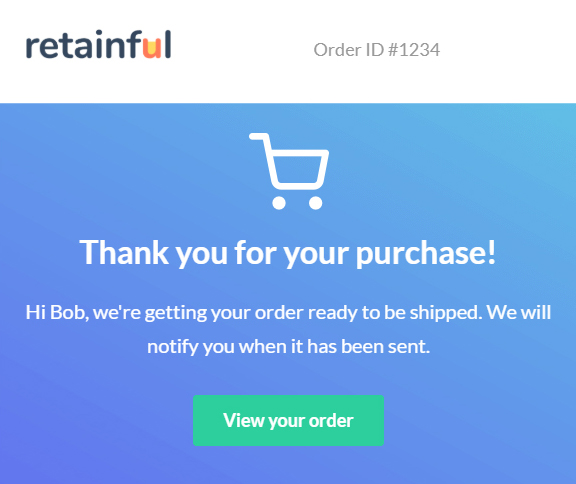 retainful
Order ID #1234
Thank you for your purchase!
Hi Bob, we're getting your order ready to be shipped. We will
notify you when it has been sent.
View your order